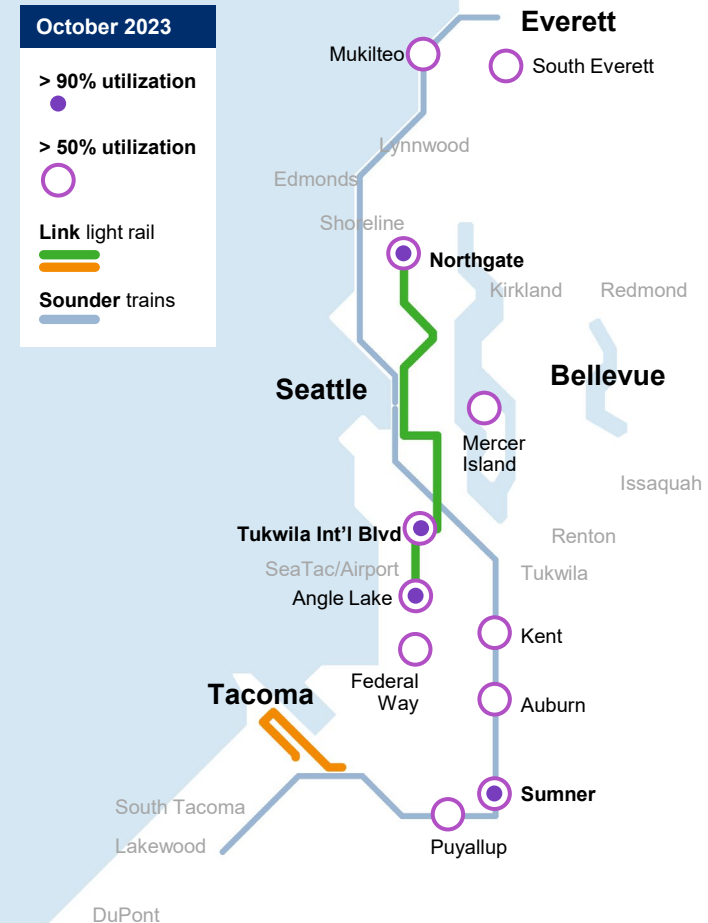 October 2023
> 90% utilization
> 50% utilization
Link light rail
Sounder trains
Everett
Mukilteo
South Everett
Lynnwood
Edmonds
Shoreline
Northgate
Kirkland
Redmond
Seattle
Bellevue
Mercer
Island
Issaquah
Tukwila Int'l Blvd
Renton
SeaTac/Airport
Tukwila
Angle Lake
Kent
Federal
Way
Tacoma
Auburn
Sumner
South Tacoma
Lakewood
Puyallup
DuPont